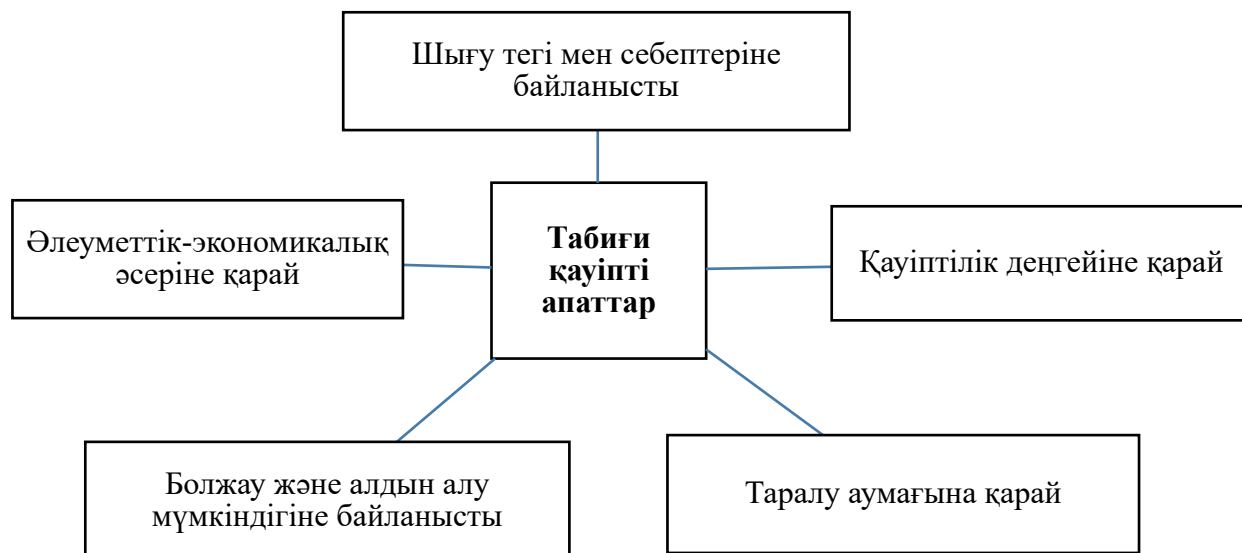 Шығу тегі мен себептеріне
байланысты
Әлеуметтік-экономикалық
әсеріне қарай
Табиғи
қауіпті
апаттар
Қауіптілік деңгейіне қарай
Болжау және алдын алу
мүмкіндігіне байланысты
Таралу аумағына қарай